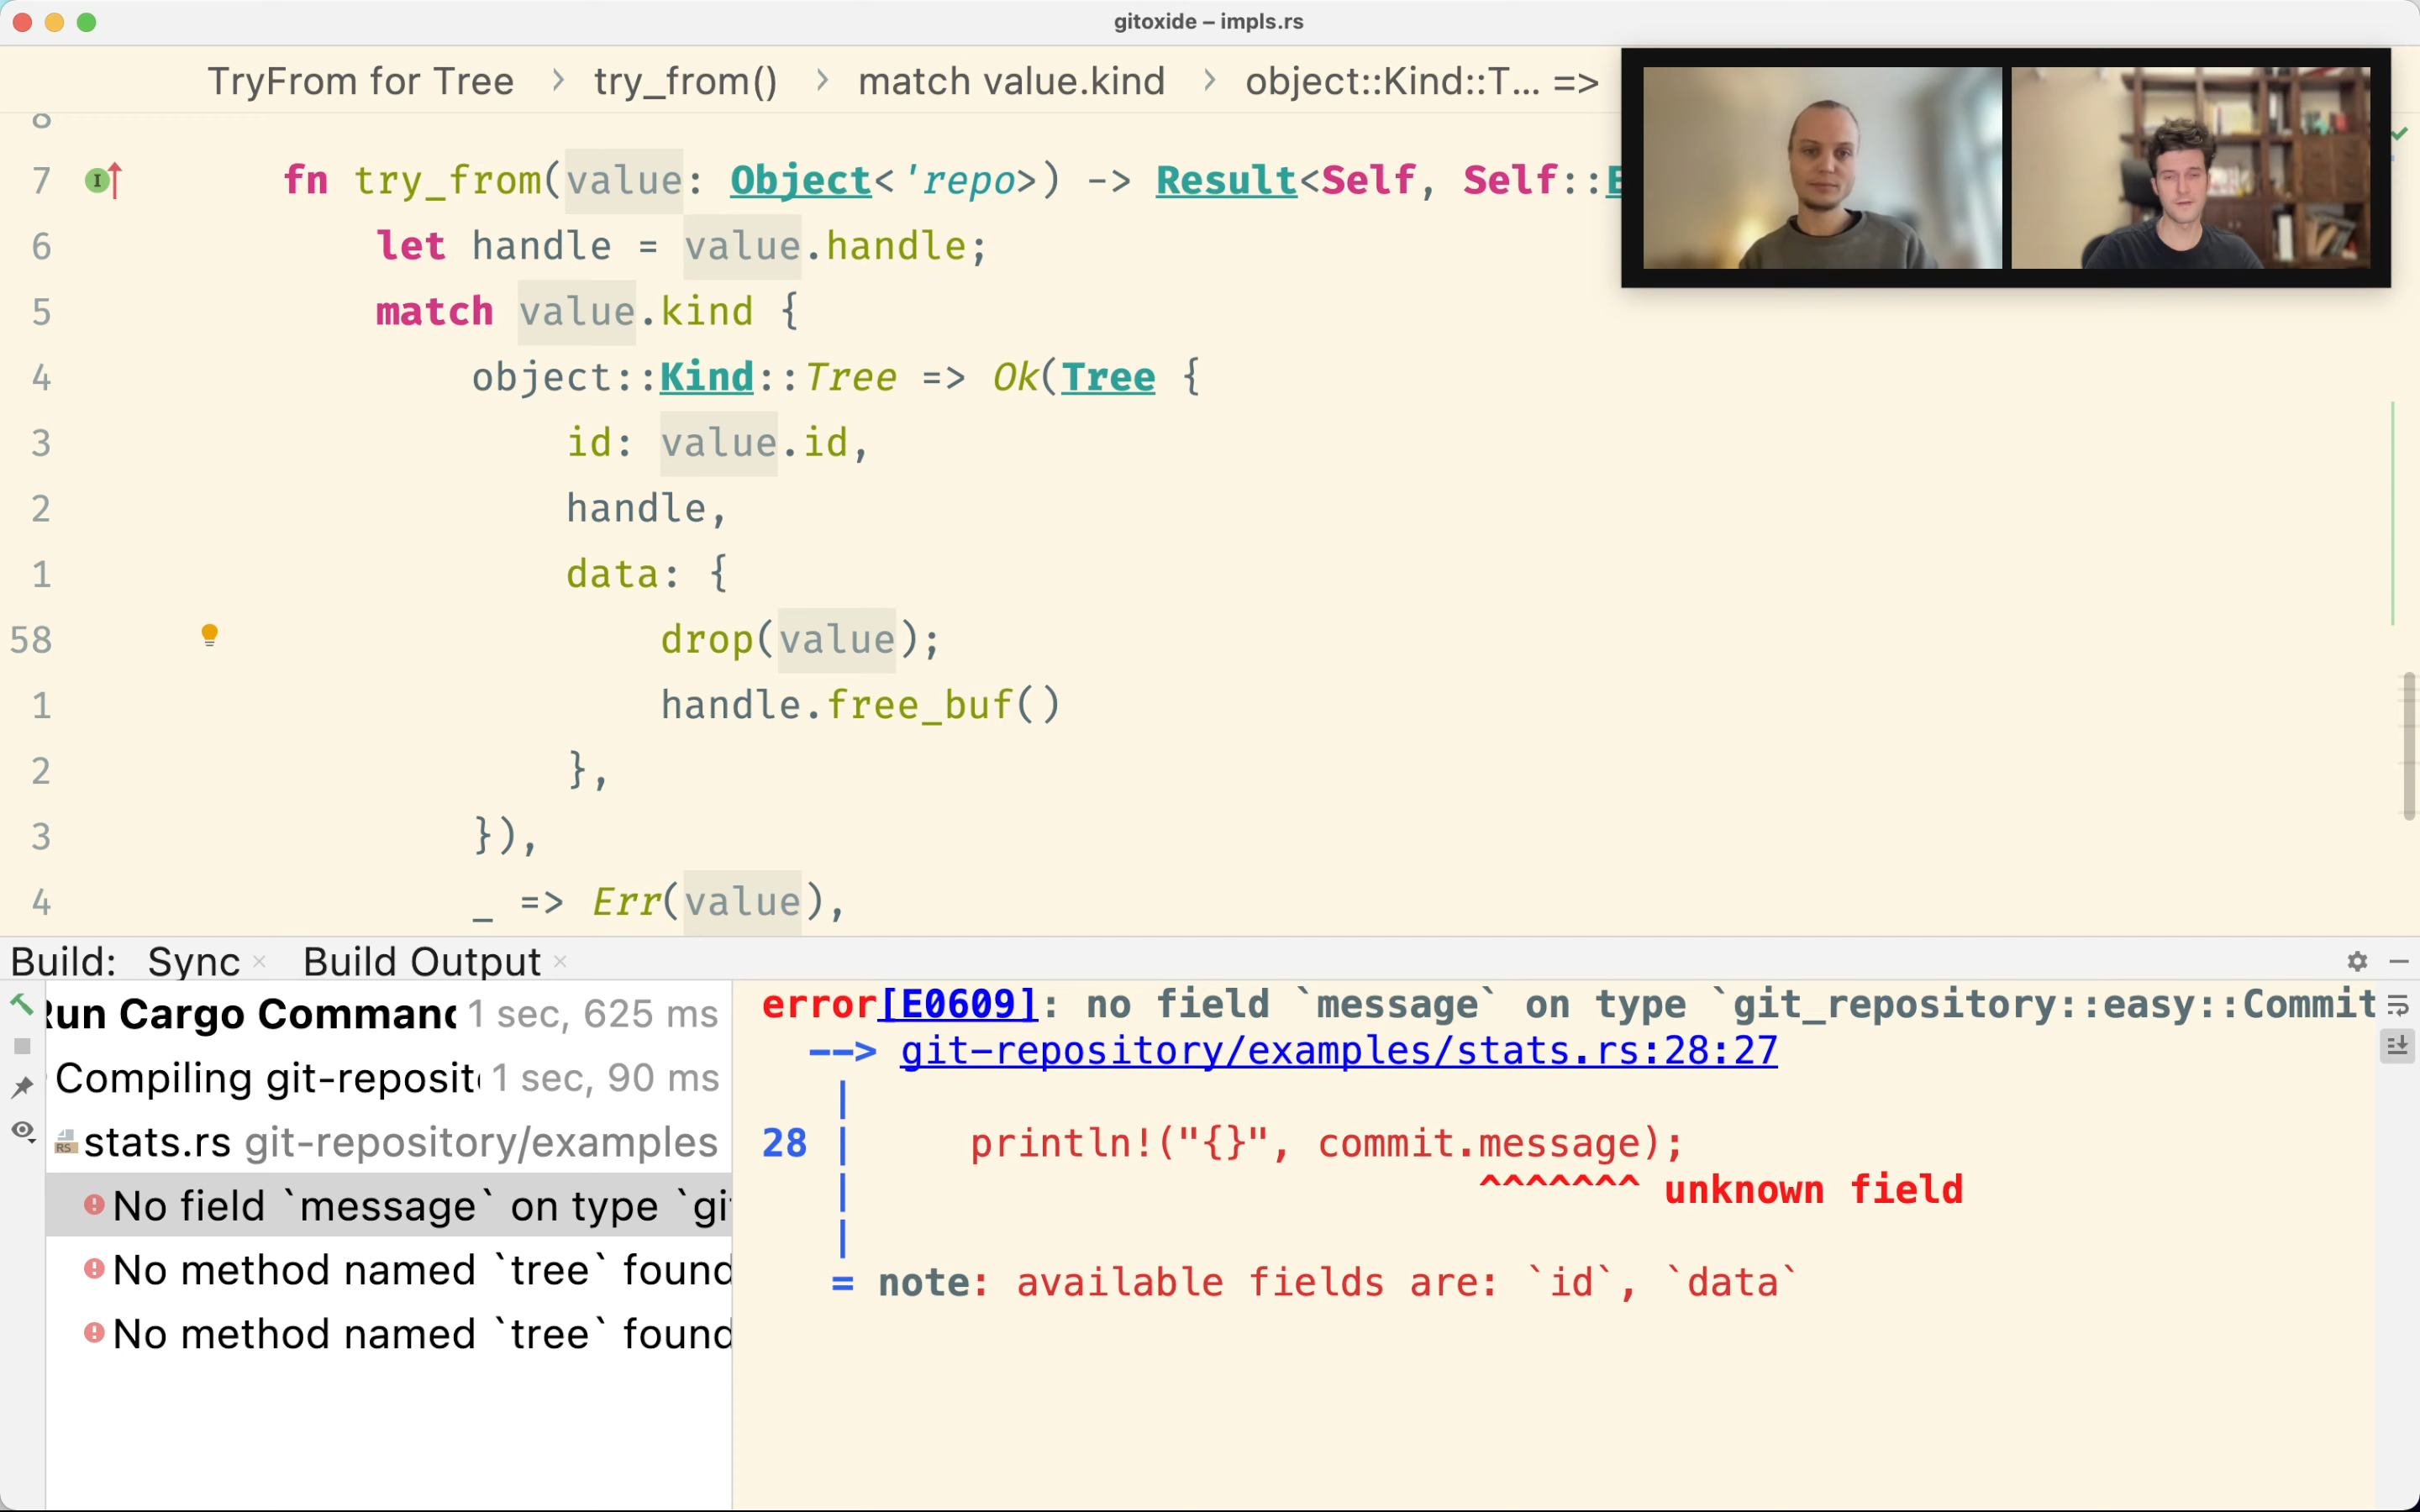 gitoxide – impls.rs
TryFrom for Tree > try_from() > match value.kind > object::Kind::T... =>
8
7 fn try_from(value: Object<'repo>) -> Result<Self, Self::E
6 let handle = value.handle;
5 match value.kind {
4 object::Kind::Tree => Ok(Tree {
3 id: value.id,
2 handle,
1 data: {
58 drop(value);
1 handle.free_buf()
2 },
3 }),
4 _ => Err(value),
Build: Sync × Build Output ×
Run Cargo Command 1 sec, 625 ms
Compiling git-reposito 1 sec, 90 ms
stats.rs git-repository/examples
No field `message` on type `git
No method named `tree` found
No method named `tree` found
error[E0609]: no field `message` on type `git_repository::easy::Commit
--> git-repository/examples/stats.rs:28:27
|
28 | println!("{}", commit.message);
| ^^^^^^^ unknown field
|
= note: available fields are: `id`, `data`